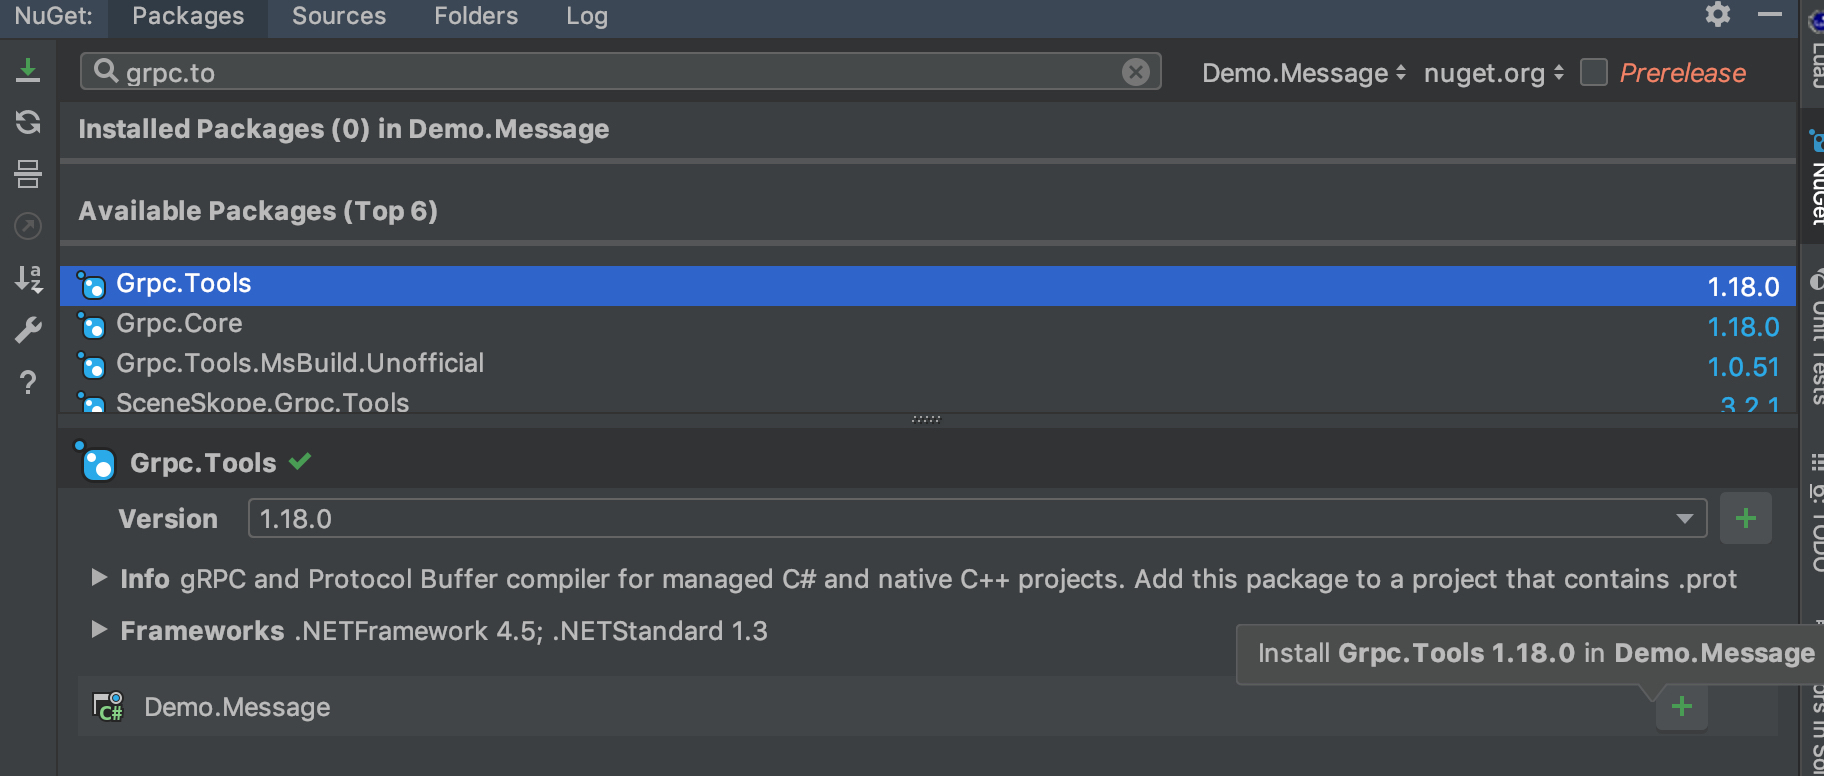 NuGet: Packages Sources Folders Log
grpc.to Demo.Message nuget.org Prerelease
Installed Packages (0) in Demo.Message
Available Packages (Top 6)
Grpc.Tools 1.18.0
Grpc.Core 1.18.0
Grpc.Tools.MsBuild.Unofficial 1.0.51
SceneSkope.Grpc.Tools 3.2.1
Grpc.Tools
Version 1.18.0
Info gRPC and Protocol Buffer compiler for managed C# and native C++ projects. Add this package to a project that contains .prot
Frameworks .NETFramework 4.5; .NETStandard 1.3
Install Grpc.Tools 1.18.0 in Demo.Message
C# Demo.Message
NuGet
Unit Tests
6: TODO